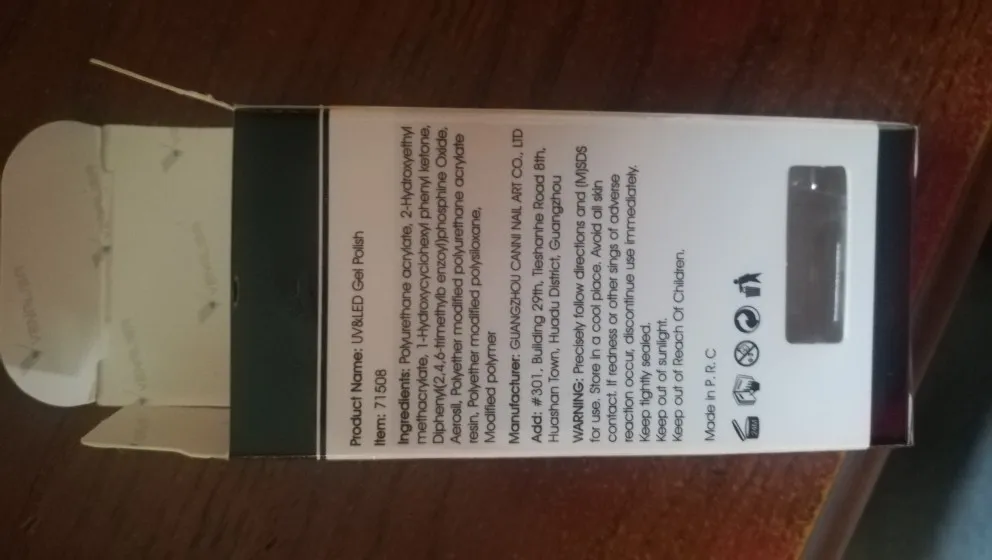 Product Name: UV&LED Gel Polish
Item: 71508
Ingredients: Polyurethane acrylate, 2-Hydroxyethyl
methacrylate, 1-Hydroxycyclohexyl phenyl ketone,
Diphenyl(2,4,6-trimethylb enzoyl)phosphine Oxide,
Aerosil, Polyether modified polyurethane acrylate
resin, Polyether modified polysiloxane,
Modified polymer
Manufacturer: GUANGZHOU CANNI NAIL ART CO., LTD
Add: #301, Building 29th, Tieshanhe Road 8th,
Huashan Town, Huadu District, Guangzhou
WARNING: Precisely follow directions and (M)SDS
for use. Store in a cool place. Avoid all skin
contact. If redness or other sings of adverse
reaction occur, discontinue use immediately.
Keep tightly sealed.
Keep out of sunlight.
Keep out of Reach Of Children.
Made in P. R. C